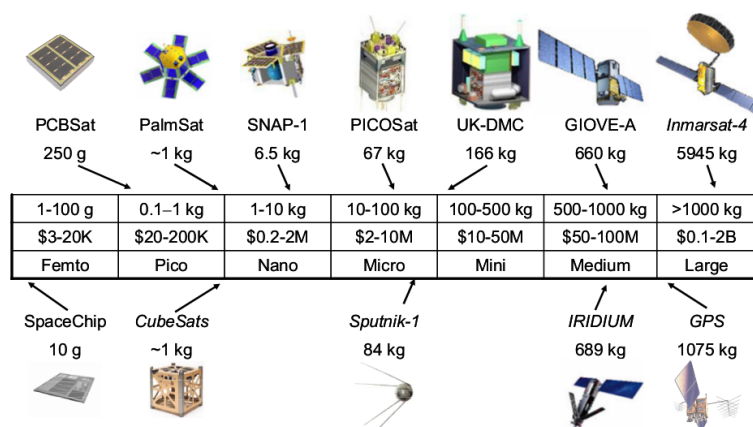 PCBSat PalmSat SNAP-1 PICOSat UK-DMC GIOVE-A Inmarsat-4
250 g ~1 kg 6.5 kg 67 kg 166 kg 660 kg 5945 kg
1-100 g 0.1–1 kg 1-10 kg 10-100 kg 100-500 kg 500-1000 kg >1000 kg
$3-20K $20-200K $0.2-2M $2-10M $10-50M $50-100M $0.1-2B
Femto Pico Nano Micro Mini Medium Large
SpaceChip CubeSats Sputnik-1 IRIDIUM GPS
10 g ~1 kg 84 kg 689 kg 1075 kg